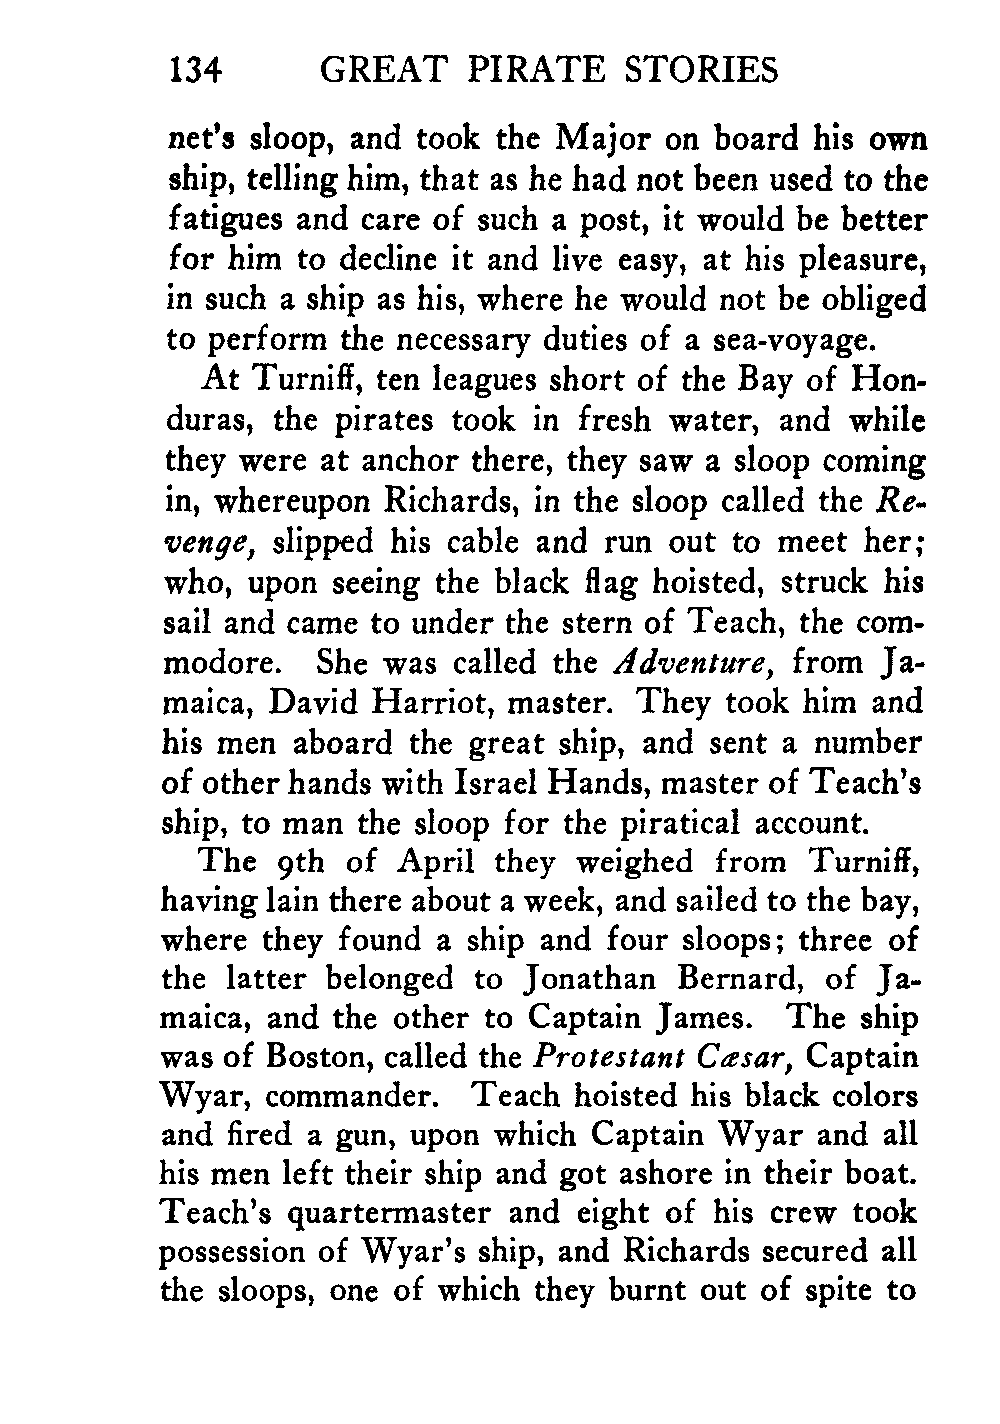 134 GREAT PIRATE STORIES
net's sloop, and took the Major on board his own
ship, telling him, that as he had not been used to the
fatigues and care of such a post, it would be better
for him to decline it and live easy, at his pleasure,
in such a ship as his, where he would not be obliged
to perform the necessary duties of a sea-voyage.
At Turniff, ten leagues short of the Bay of Hon-
duras, the pirates took in fresh water, and while
they were at anchor there, they saw a sloop coming
in, whereupon Richards, in the sloop called the Re-
venge, slipped his cable and run out to meet her;
who, upon seeing the black flag hoisted, struck his
sail and came to under the stern of Teach, the com-
modore. She was called the Adventure, from Ja-
maica, David Harriot, master. They took him and
his men aboard the great ship, and sent a number
of other hands with Israel Hands, master of Teach's
ship, to man the sloop for the piratical account.
The 9th of April they weighed from Turniff,
having lain there about a week, and sailed to the bay,
where they found a ship and four sloops; three of
the latter belonged to Jonathan Bernard, of Ja-
maica, and the other to Captain James. The ship
was of Boston, called the Protestant Cæsar, Captain
Wyar, commander. Teach hoisted his black colors
and fired a gun, upon which Captain Wyar and all
his men left their ship and got ashore in their boat.
Teach's quartermaster and eight of his crew took
possession of Wyar's ship, and Richards secured all
the sloops, one of which they burnt out of spite to